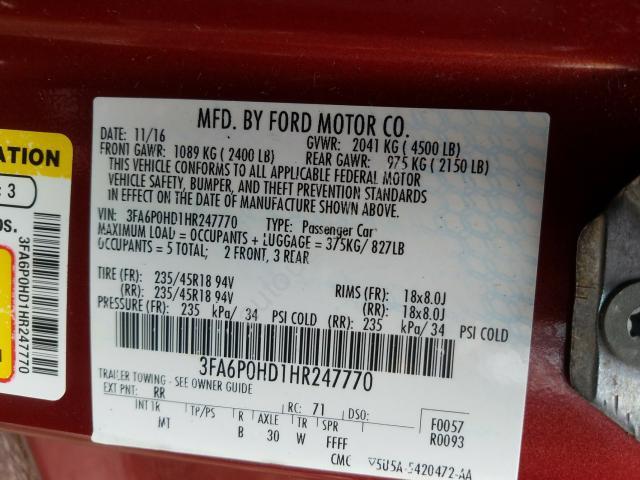 MFD. BY FORD MOTOR CO.
DATE: 11/16 GVWR: 2041 KG ( 4500 LB)
FRONT GAWR: 1089 KG ( 2400 LB) REAR GAWR: 975 KG ( 2150 LB)
THIS VEHICLE CONFORMS TO ALL APPLICABLE FEDERAL MOTOR
VEHICLE SAFETY, BUMPER, AND THEFT PREVENTION STANDARDS
IN EFFECT ON THE DATE OF MANUFACTURE SHOWN ABOVE.
VIN: 3FA6P0HD1HR247770 TYPE: Passenger Car
MAXIMUM LOAD = OCCUPANTS + LUGGAGE = 375KG/ 827LB
OCCUPANTS = 5 TOTAL; 2 FRONT, 3 REAR
TIRE (FR): 235/45R18 94V RIMS (FR): 18x8.0J
(RR): 235/45R18 94V (RR): 18x8.0J
PRESSURE (FR): 235 kPa/ 34 PSI COLD (RR): 235 kPa/ 34 PSI COLD
3FA6P0HD1HR247770
TRAILER TOWING - SEE OWNER GUIDE
EXT PNT: RR RC: 71 DSO:
INT TR TP/PS R AXLE TR SPR F0057
MT B 30 W FFFF R0093
CMC 5U5A-5420472-AA
ATION
: 3
os.
3FA6P0HD1HR247770